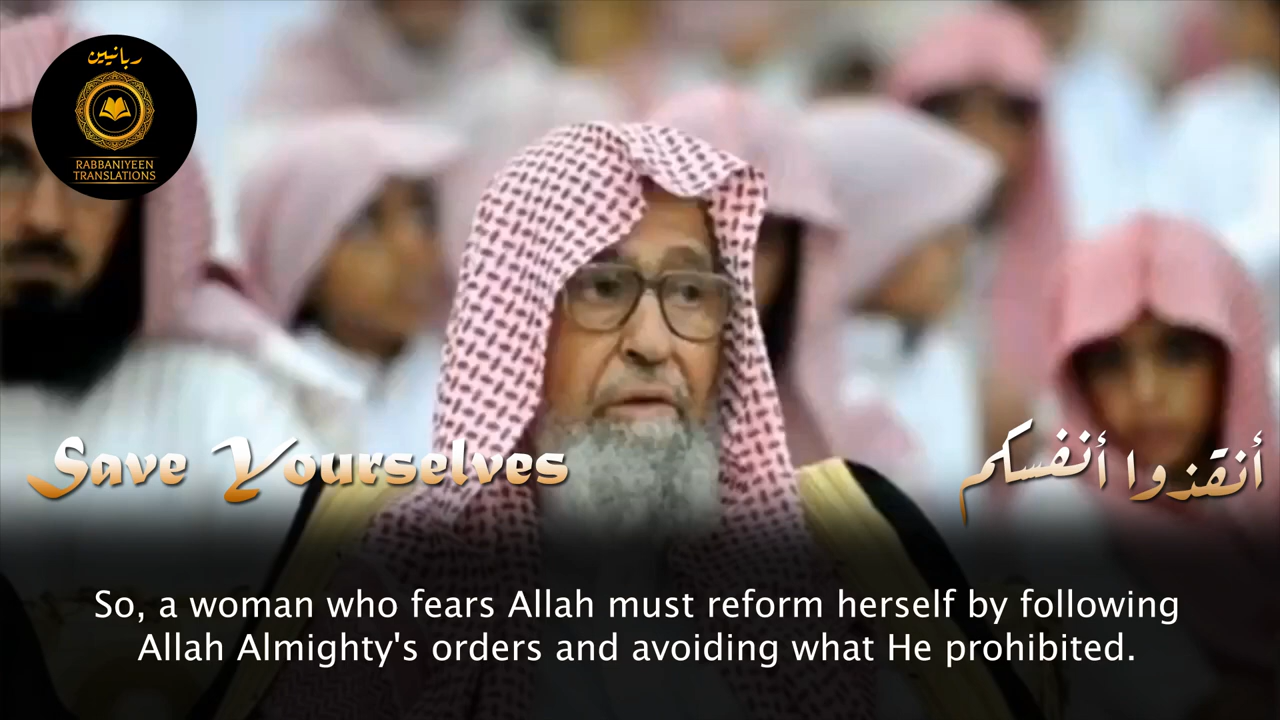 ربانيين
RABBANIYEEN
TRANSLATIONS
Save Yourselves
أنقذوا أنفسكم
So, a woman who fears Allah must reform herself by following
Allah Almighty's orders and avoiding what He prohibited.